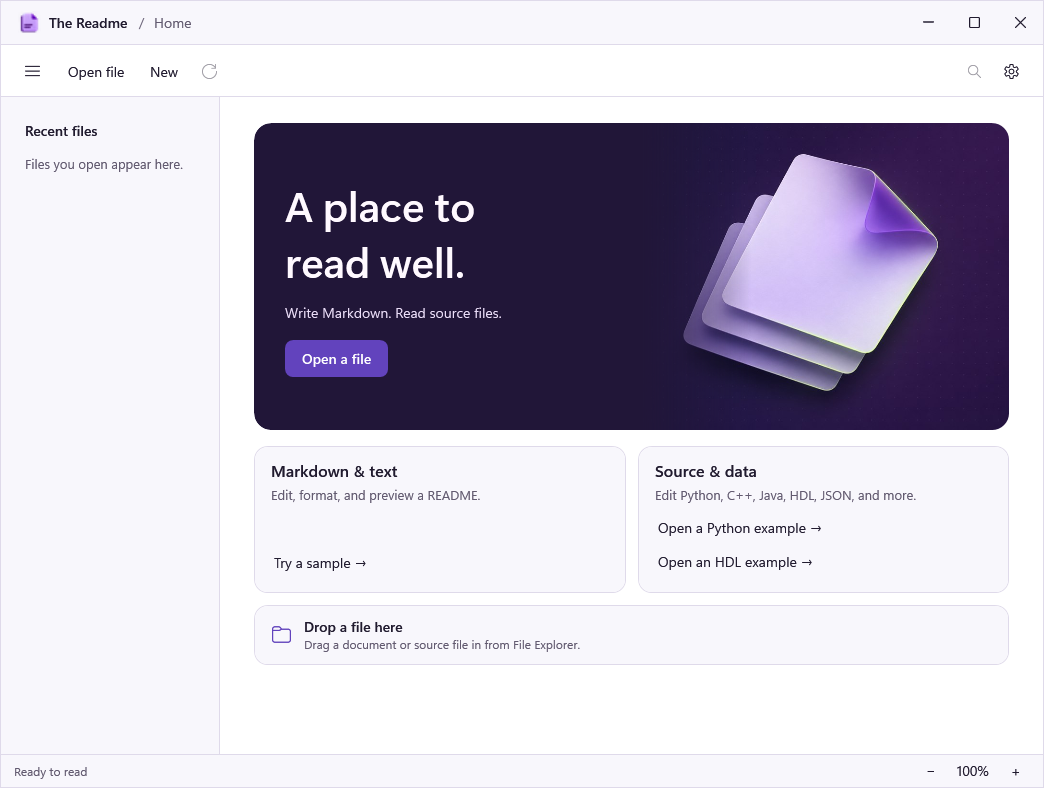 The Readme / Home
Open file New
Recent files
Files you open appear here.
A place to
read well.
Write Markdown. Read source files.
Open a file
Markdown & text
Edit, format, and preview a README.
Try a sample →
Source & data
Edit Python, C++, Java, HDL, JSON, and more.
Open a Python example →
Open an HDL example →
Drop a file here
Drag a document or source file in from File Explorer.
Ready to read
− 100% +